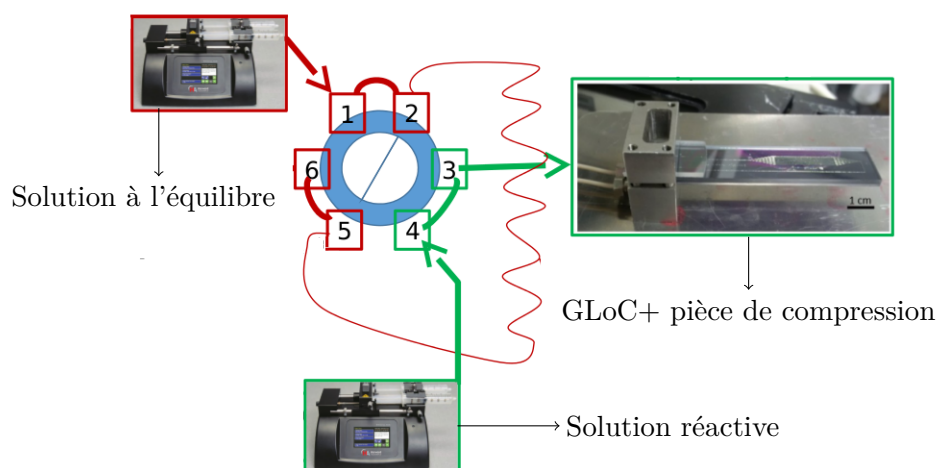 1
2
3
4
5
6
1 cm
Solution à l'équilibre
GLoC+ pièce de compression
Solution réactive